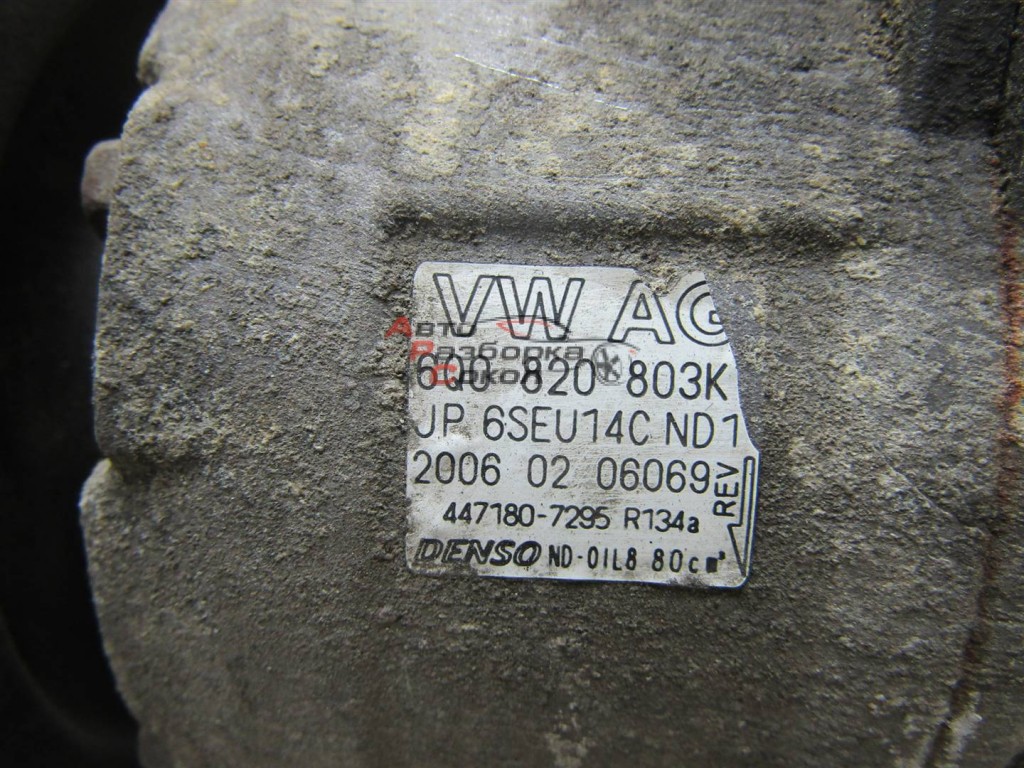 VW AG
Авто
Разборка
Сокол
6Q0 820 803K
JP 6SEU14C ND1
2006 02 06069
REV
447180-7295 R134a
DENSO ND-OIL8 80cm³